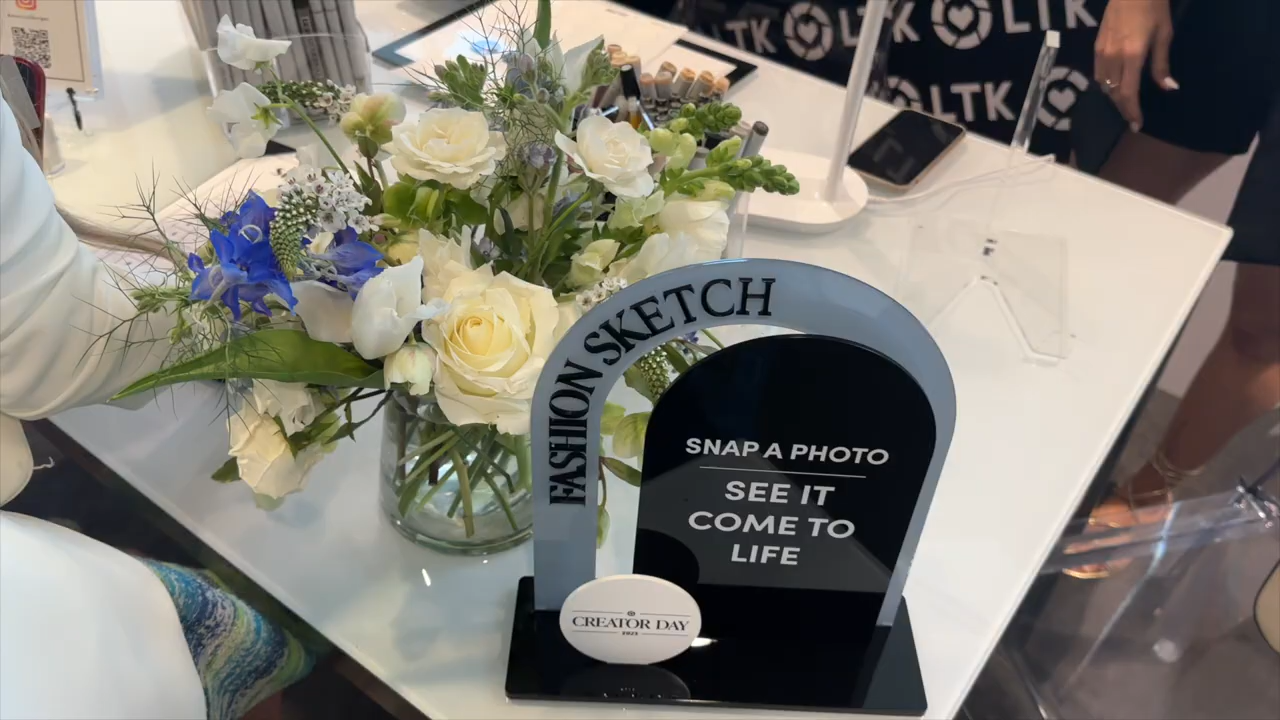 LTK
LTK
LTK
LTK
FASHION SKETCH
SNAP A PHOTO
SEE IT
COME TO
LIFE
CREATOR DAY